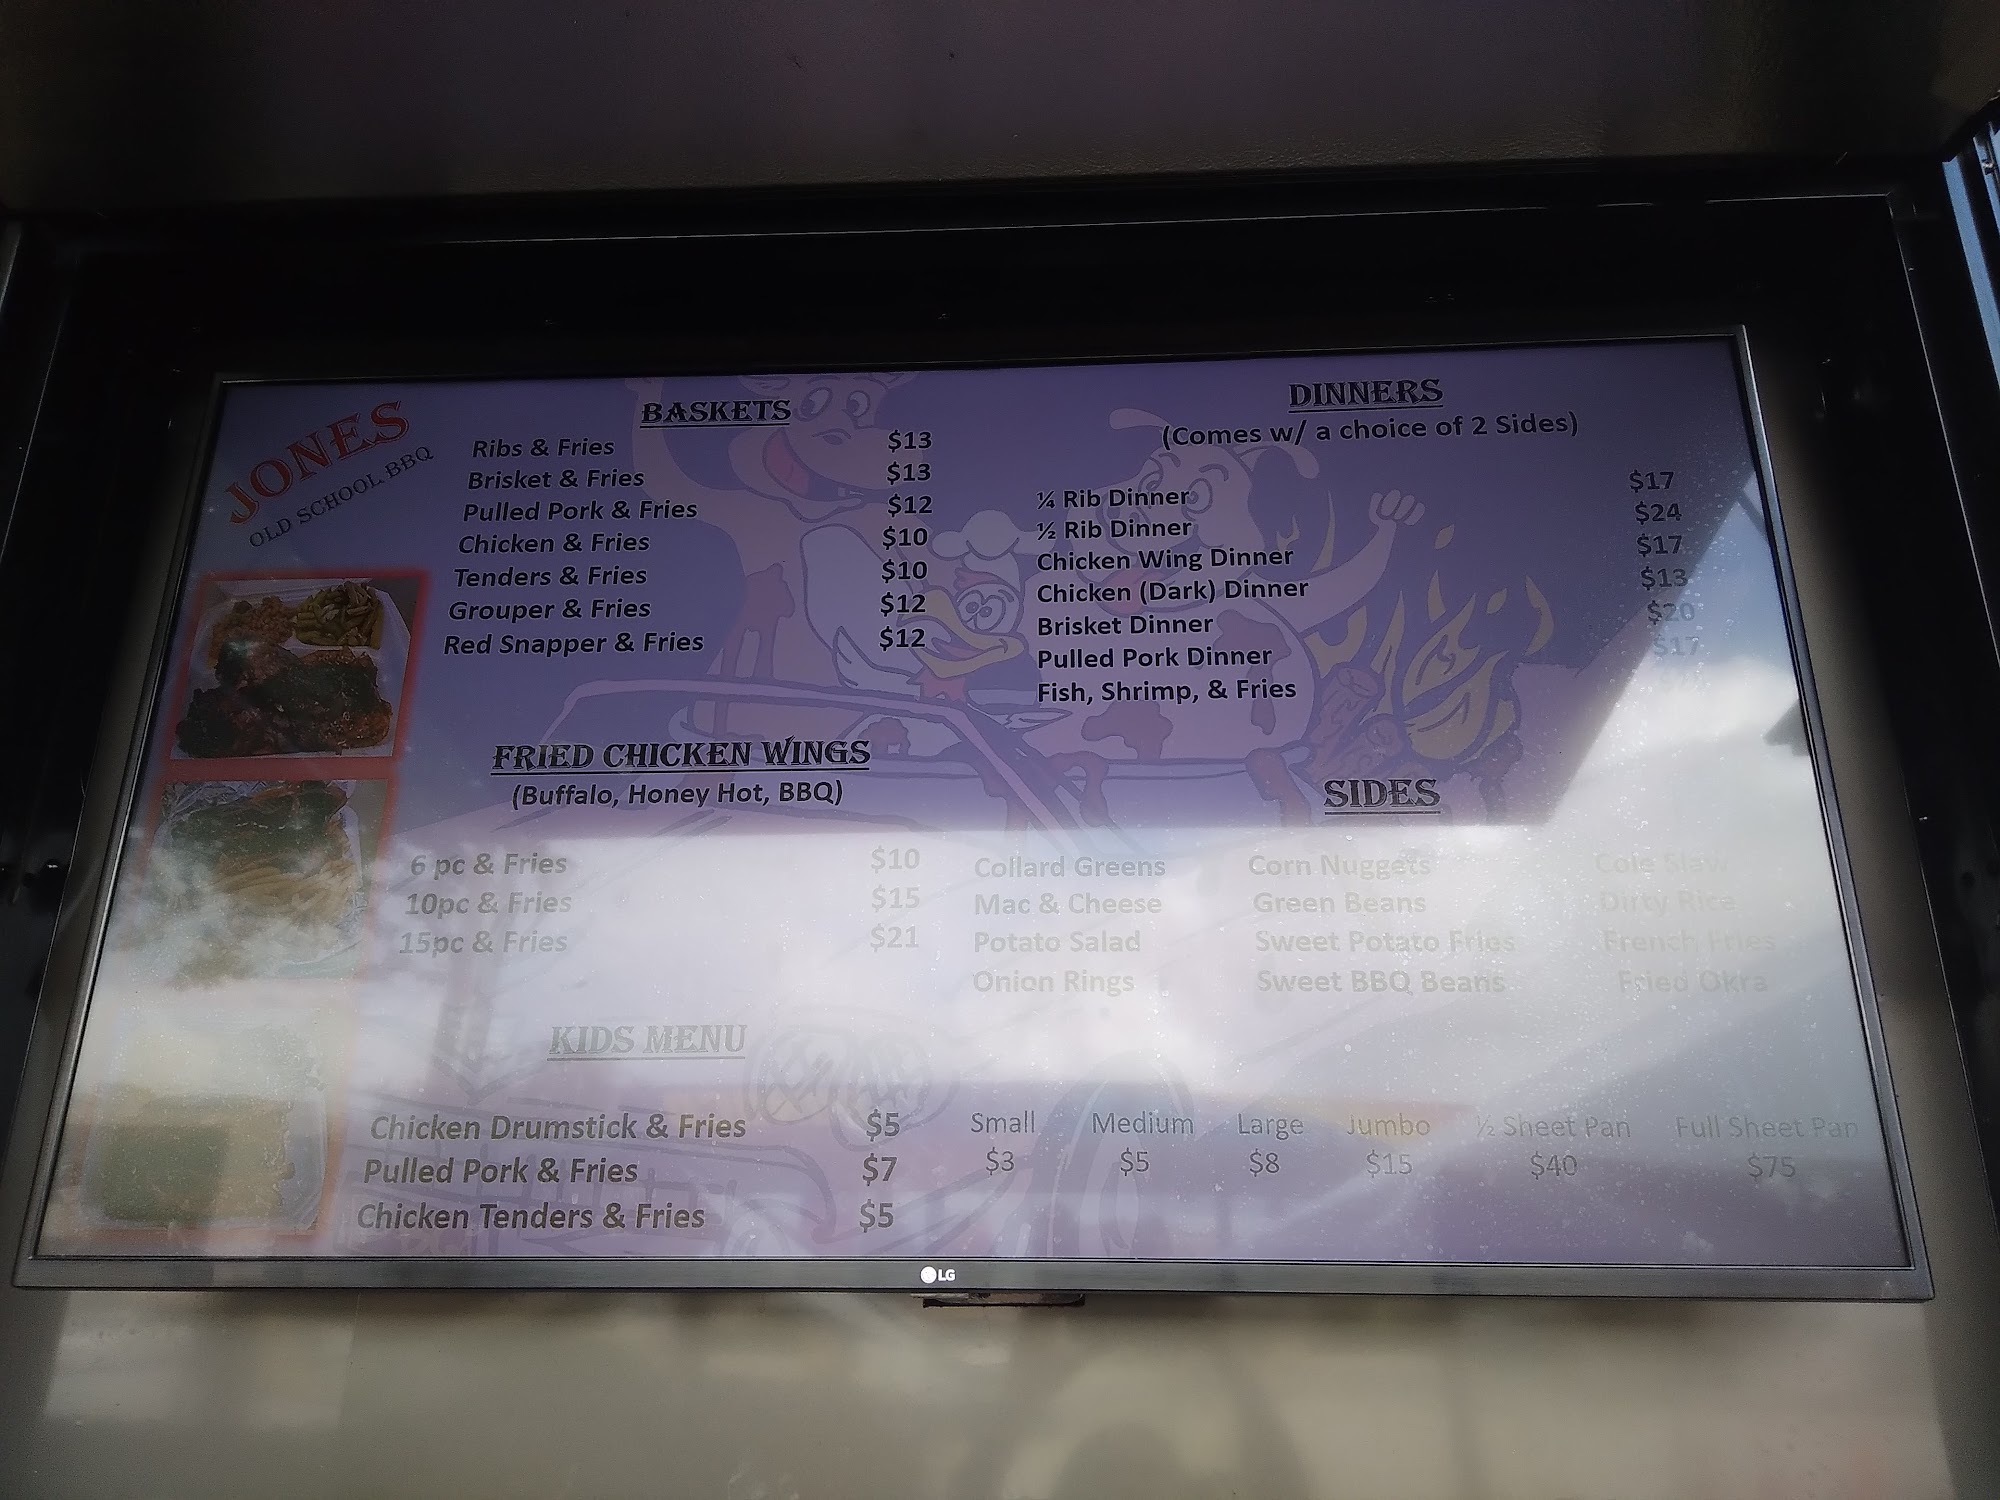 JONES
OLD SCHOOL BBQ
BASKETS
Ribs & Fries $13
Brisket & Fries $13
Pulled Pork & Fries $12
Chicken & Fries $10
Tenders & Fries $10
Grouper & Fries $12
Red Snapper & Fries $12
FRIED CHICKEN WINGS
(Buffalo, Honey Hot, BBQ)
6 pc & Fries $10
10pc & Fries $15
15pc & Fries $21
KIDS MENU
Chicken Drumstick & Fries $5
Pulled Pork & Fries $7
Chicken Tenders & Fries $5
DINNERS
(Comes w/ a choice of 2 Sides)
¼ Rib Dinner $17
½ Rib Dinner $24
Chicken Wing Dinner $17
Chicken (Dark) Dinner $13
Brisket Dinner $20
Pulled Pork Dinner $17
Fish, Shrimp, & Fries
SIDES
Collard Greens Corn Nuggets Cole Slaw
Mac & Cheese Green Beans Dirty Rice
Potato Salad Sweet Potato Fries French Fries
Onion Rings Sweet BBQ Beans Fried Okra
Small Medium Large Jumbo ½ Sheet Pan Full Sheet Pan
$3 $5 $8 $15 $40 $75
LG